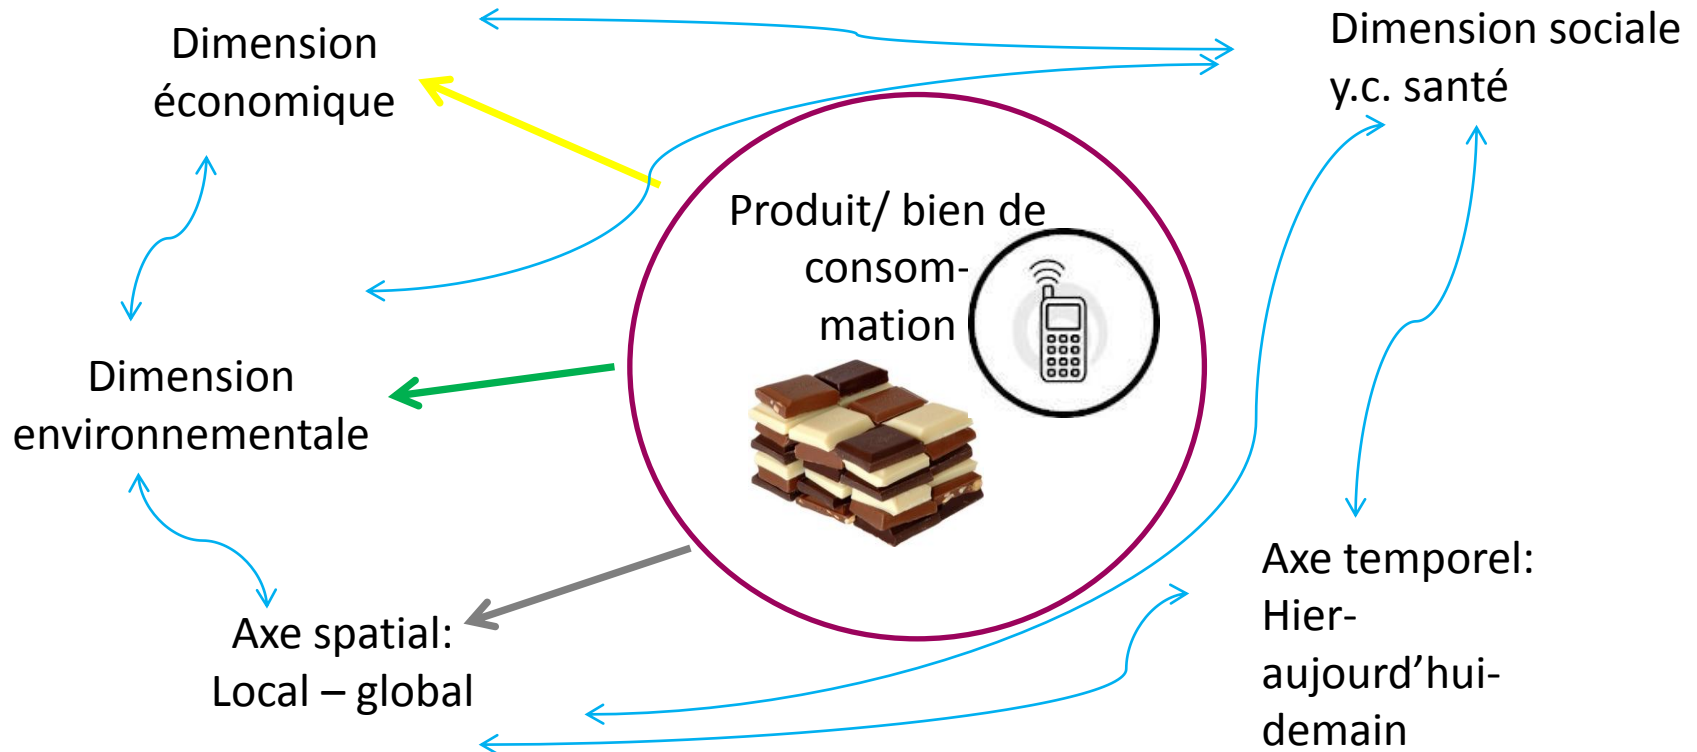 Dimension
économique
Dimension sociale
y.c. santé
Produit/ bien de
consom-
mation
Dimension
environnementale
Axe spatial:
Local – global
Axe temporel:
Hier-
aujourd’hui-
demain